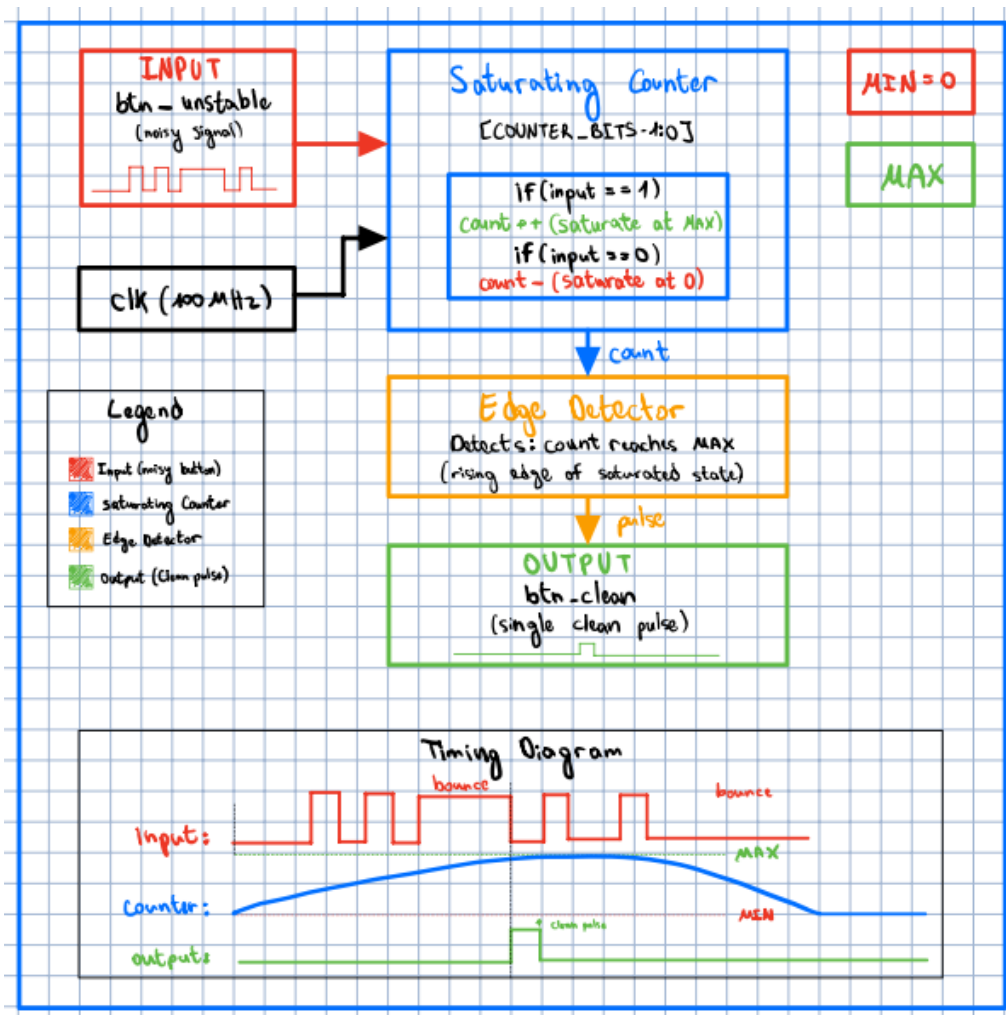 INPUT
btn_unstable
(noisy signal)
clk (100 MHz)
Saturating Counter
[COUNTER_BITS-1:0]
if(input == 1)
count ++ (saturate at MAX)
if(input == 0)
count - (saturate at 0)
MIN = 0
MAX
count
Edge Detector
Detects: count reaches MAX
(rising edge of saturated state)
pulse
OUTPUT
btn_clean
(single clean pulse)
Legend
Input (noisy button)
Saturating Counter
Edge Detector
Output (Clean pulse)
Timing Diagram
bounce
bounce
Input:
MAX
Counter:
MIN
clean pulse
output: